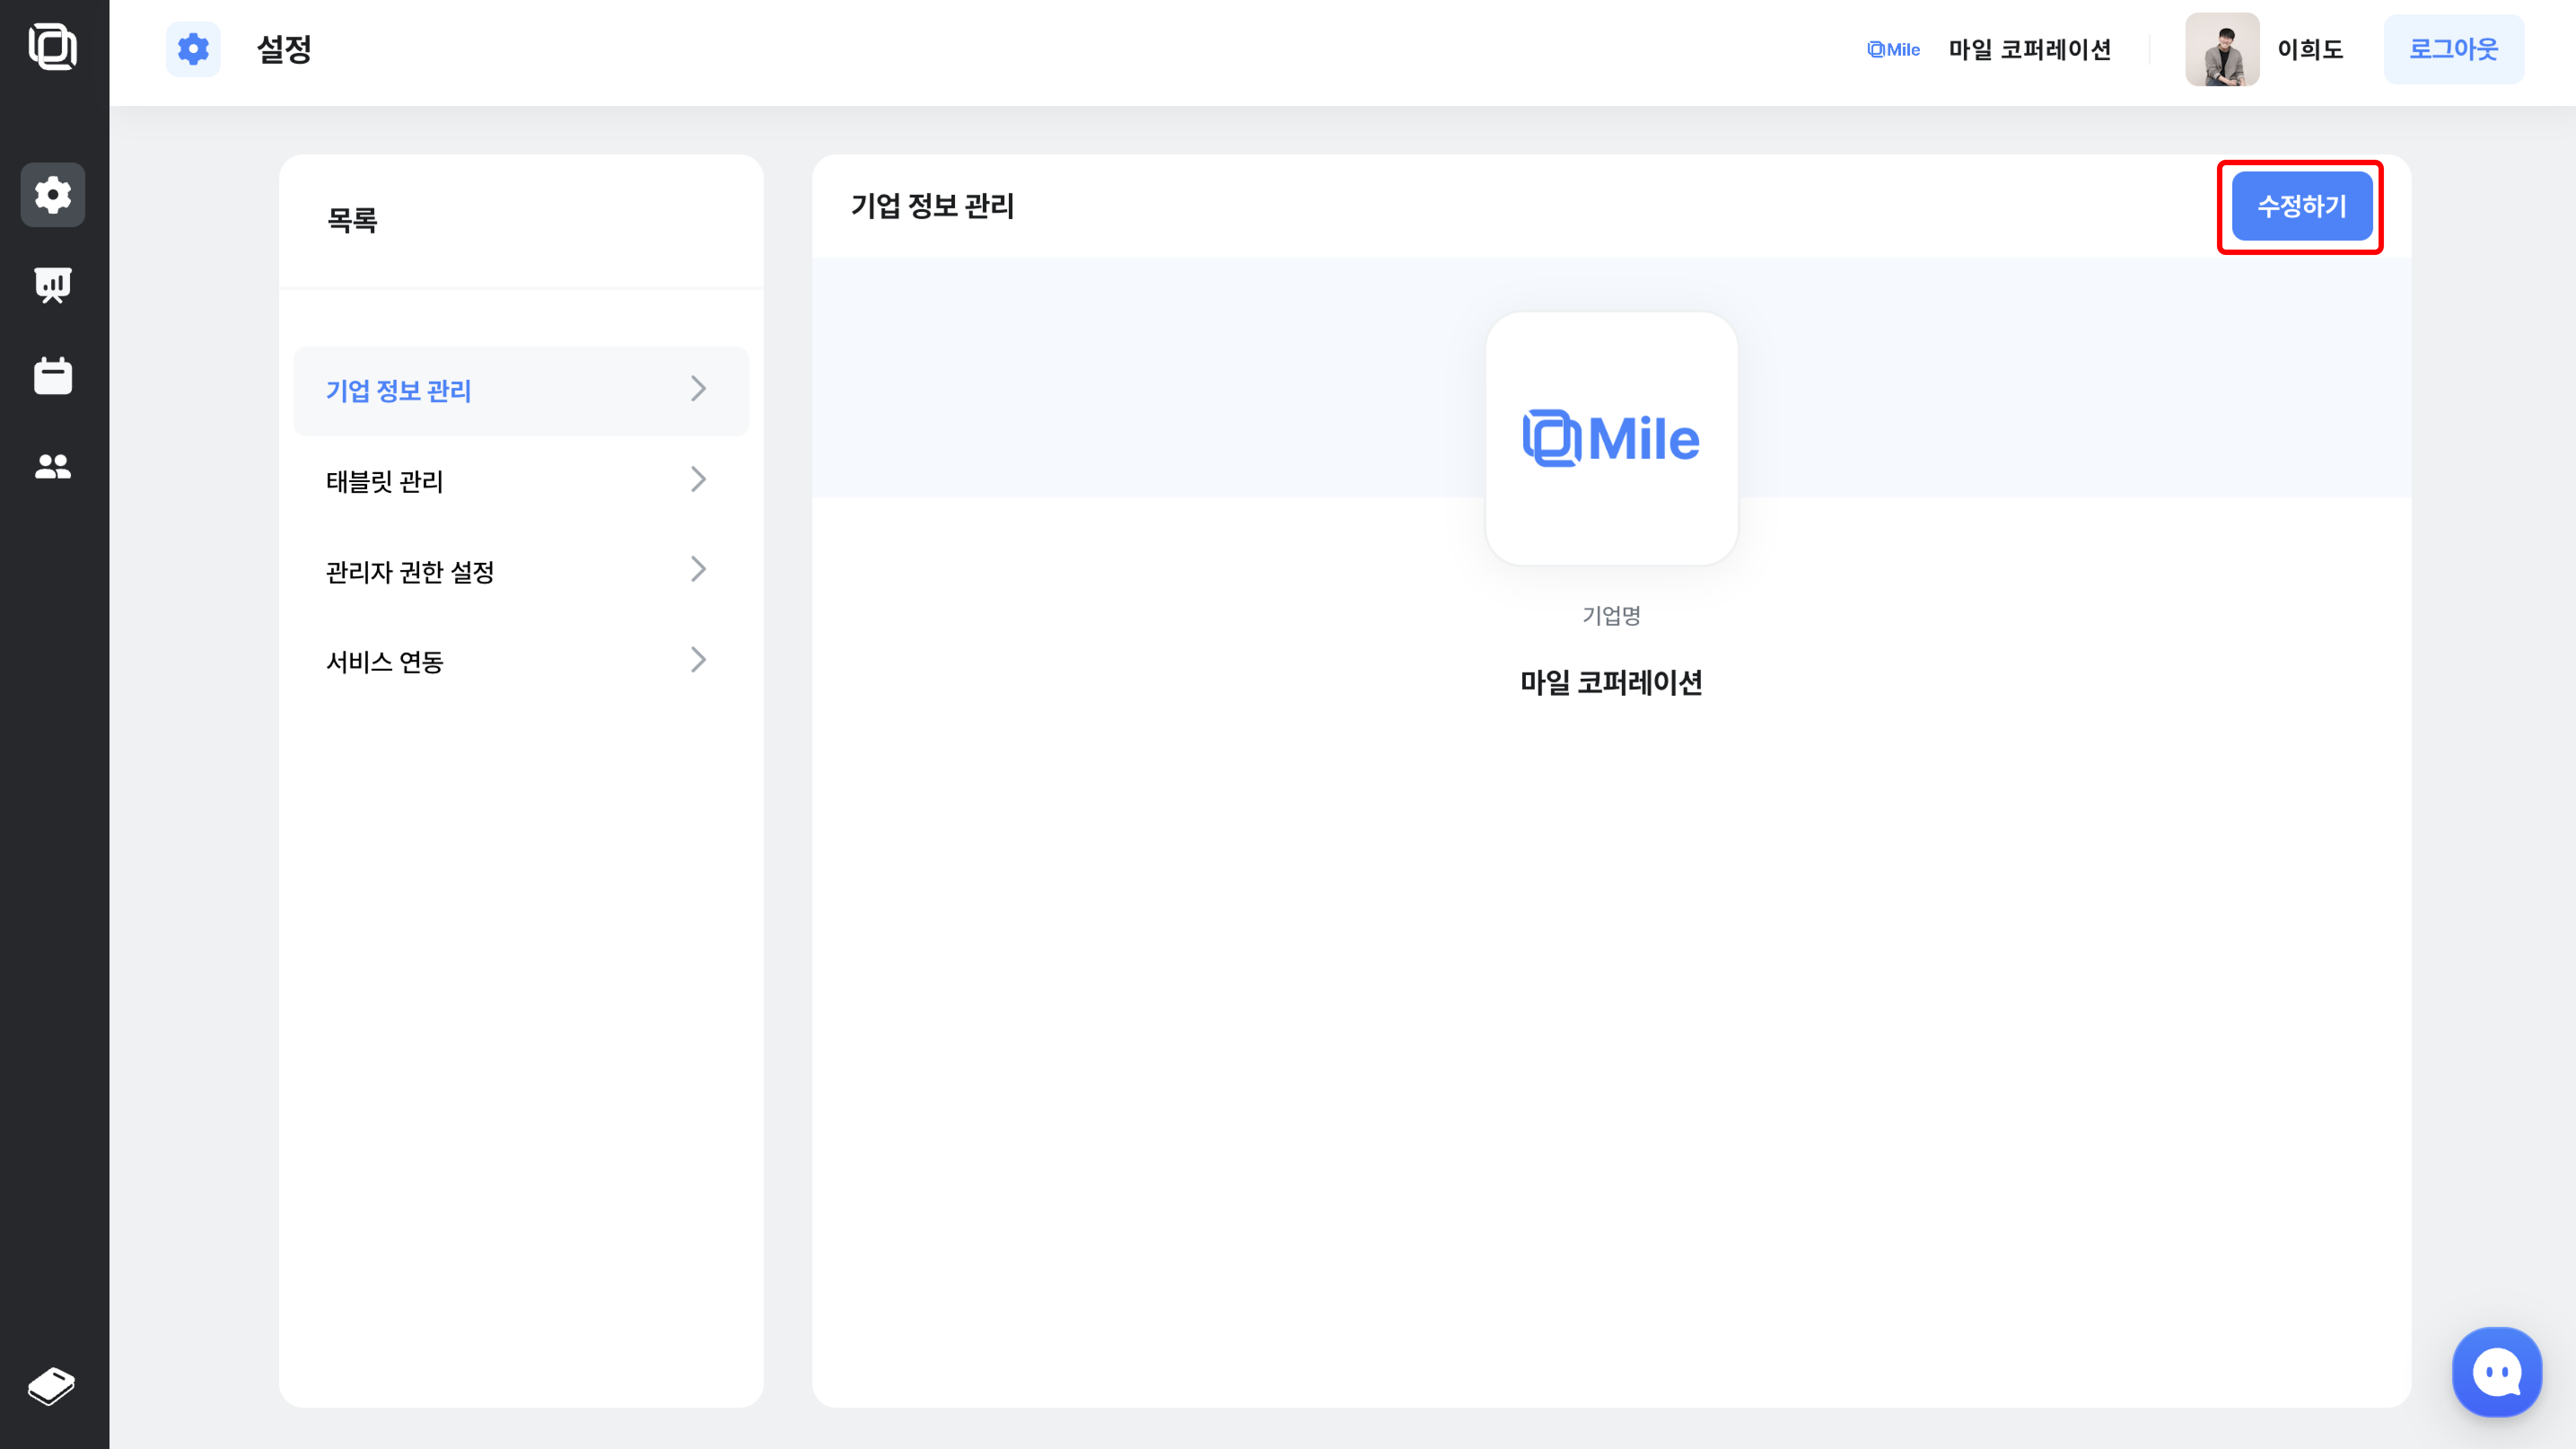 설정
Mile 마일 코퍼레이션 이희도 로그아웃
목록
기업 정보 관리
태블릿 관리
관리자 권한 설정
서비스 연동
기업 정보 관리 수정하기
Mile
기업명
마일 코퍼레이션